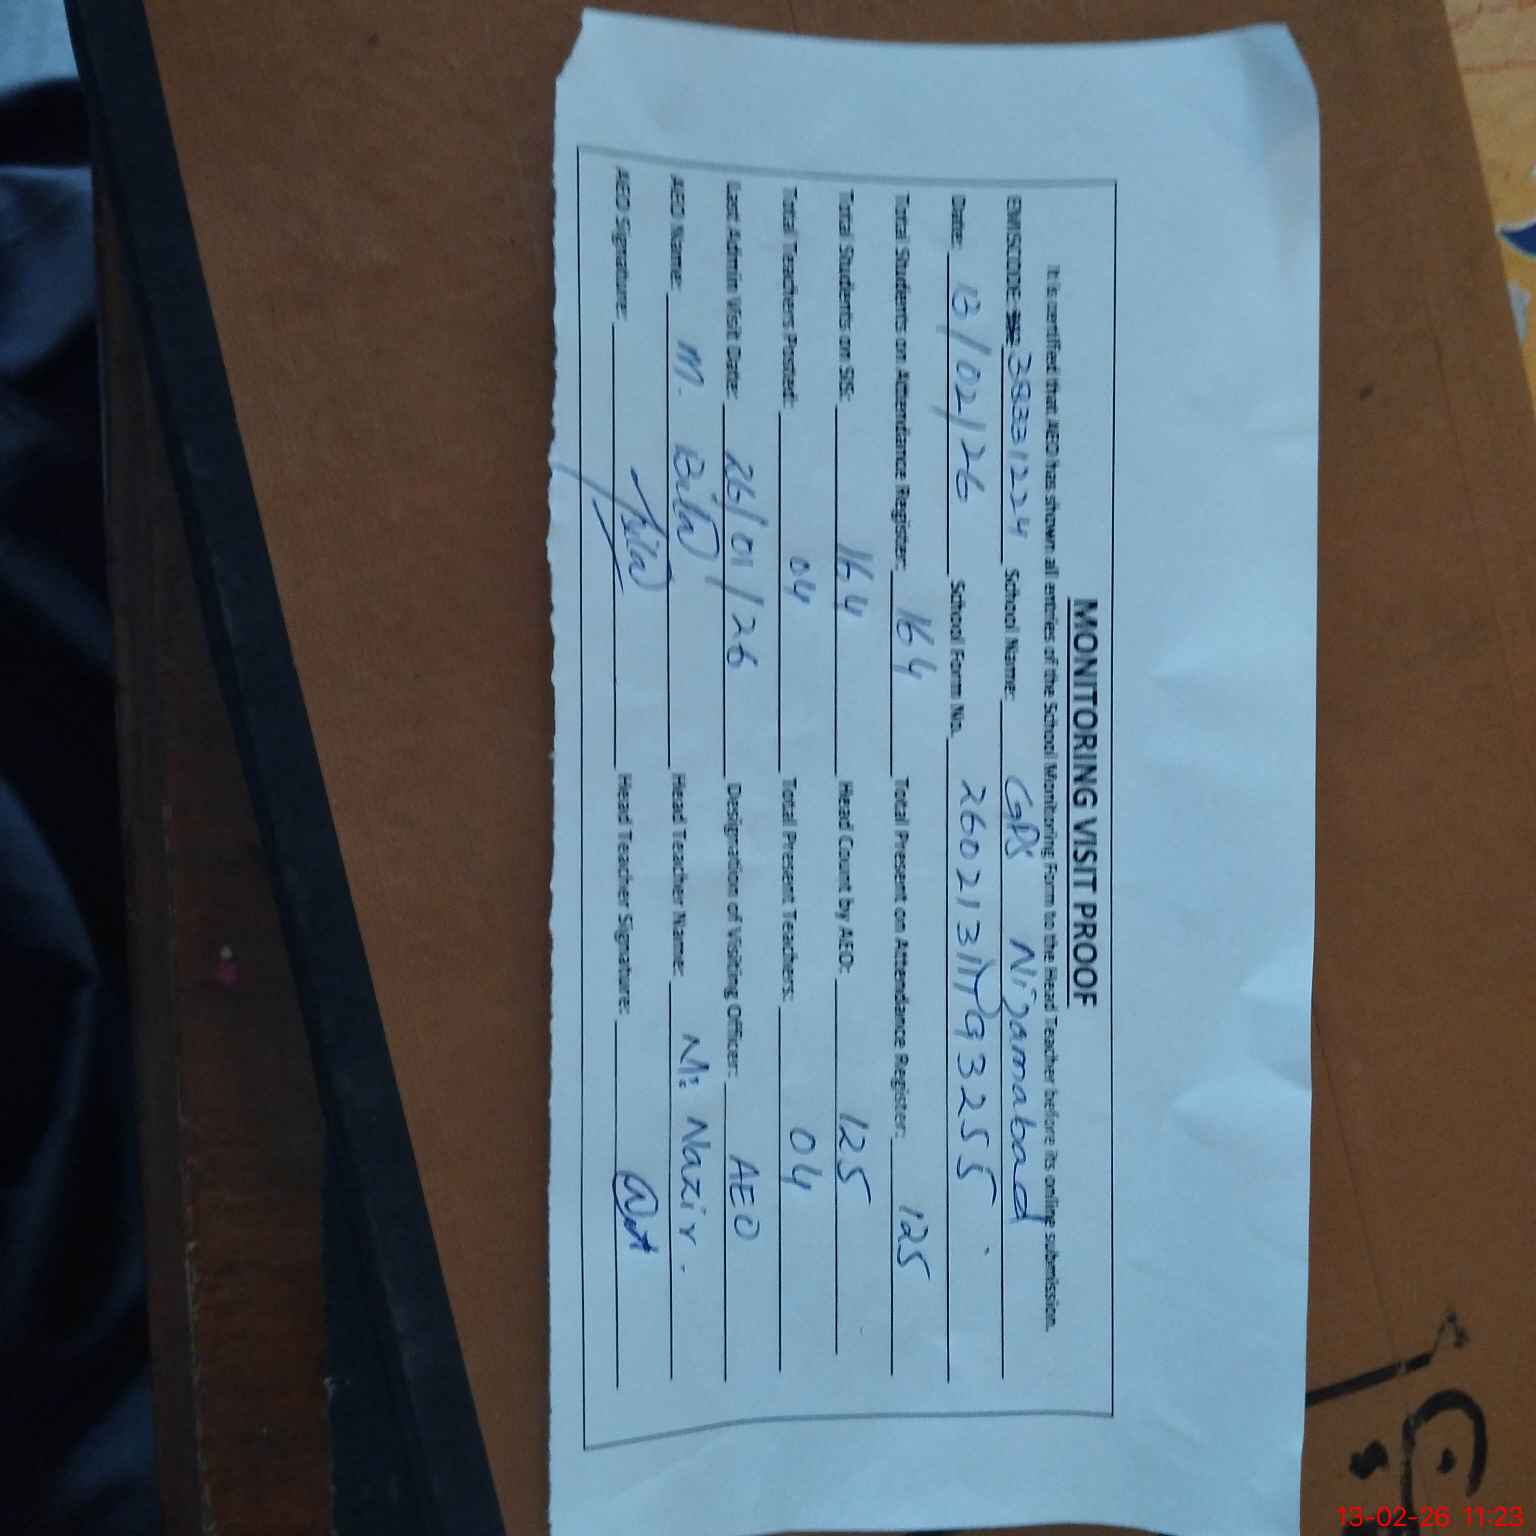 MONITORING VISIT PROOF
It is certified that AEO has shown all entries of the School Monitoring Form to the Head Teacher before its online submission.
EMISCODE: 38331224 School Name: GPS Nizamabad
Date: 13/02/26 School Form No. 260213 93255
Total Students on Attendance Register: 164 Total Present on Attendance Register: 125
Total Students on SIS: 164 Head Count by AEO: 125
Total Teachers Posted: 04 Total Present Teachers: 04
Last Admin Visit Date: 26/01/26 Designation of Visiting Officer: AEO
AEO Name: M. Bilal Head Teacher Name: M: Nazir.
AEO Signature: Bilal Head Teacher Signature:
13-02-26 11:23